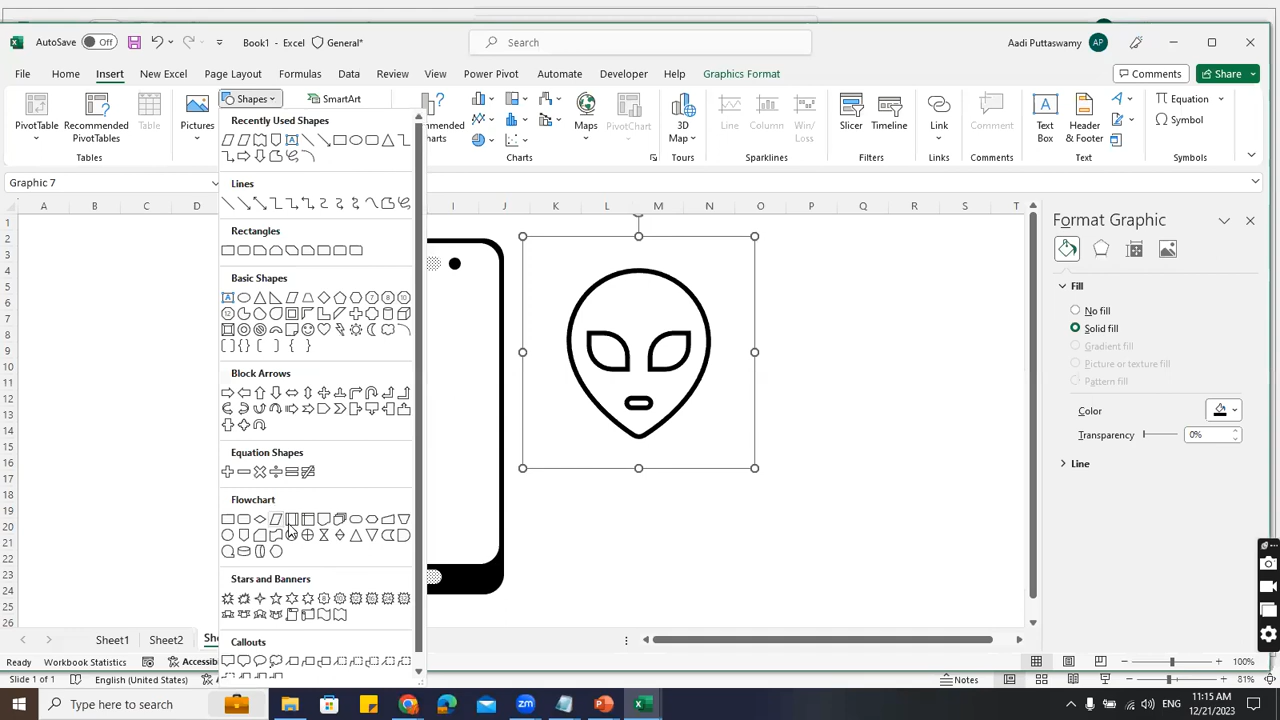 AutoSave Off Book1 - Excel General* Search Aadi Puttaswamy AP
File Home Insert New Excel Page Layout Formulas Data Review View Power Pivot Automate Developer Help Graphics Format Comments Share
PivotTable Recommended PivotTables Table Pictures Shapes SmartArt Maps PivotChart 3D Map Line Column Win/ Loss Slicer Timeline Link Comment Text Box Header & Footer Equation Symbol
Tables Charts Tours Sparklines Filters Links Comments Text Symbols
Graphic 7
A B C D I J K L M N O P Q R S T
1
2
3
4
5
6
7
8
9
10
11
12
13
14
15
16
17
18
19
20
21
22
23
24
25
26
Recently Used Shapes
Lines
Rectangles
Basic Shapes
Block Arrows
Equation Shapes
Flowchart
Stars and Banners
Callouts
Format Graphic
Fill
No fill
Solid fill
Gradient fill
Picture or texture fill
Pattern fill
Color
Transparency 0%
Line
Sheet1 Sheet2
Ready Workbook Statistics 100%
Slide 1 of 1 English (United States) Notes 81%
Type here to search zm ENG 11:15 AM
12/21/2023